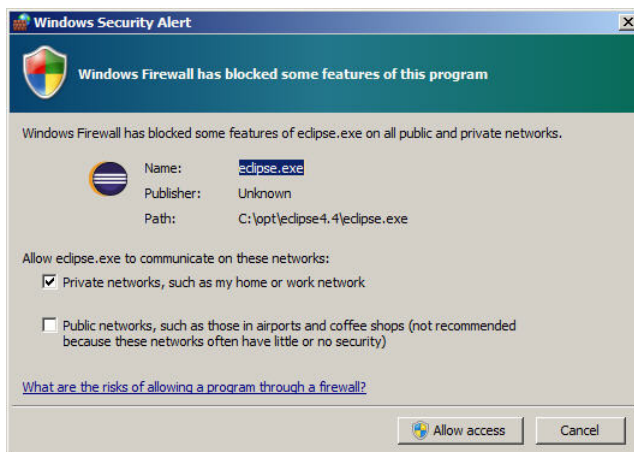 Windows Security Alert
Windows Firewall has blocked some features of this program
Windows Firewall has blocked some features of eclipse.exe on all public and private networks.
Name: eclipse.exe
Publisher: Unknown
Path: C:\opt\eclipse4.4\eclipse.exe
Allow eclipse.exe to communicate on these networks:
Private networks, such as my home or work network
Public networks, such as those in airports and coffee shops (not recommended
because these networks often have little or no security)
What are the risks of allowing a program through a firewall?
Allow access Cancel